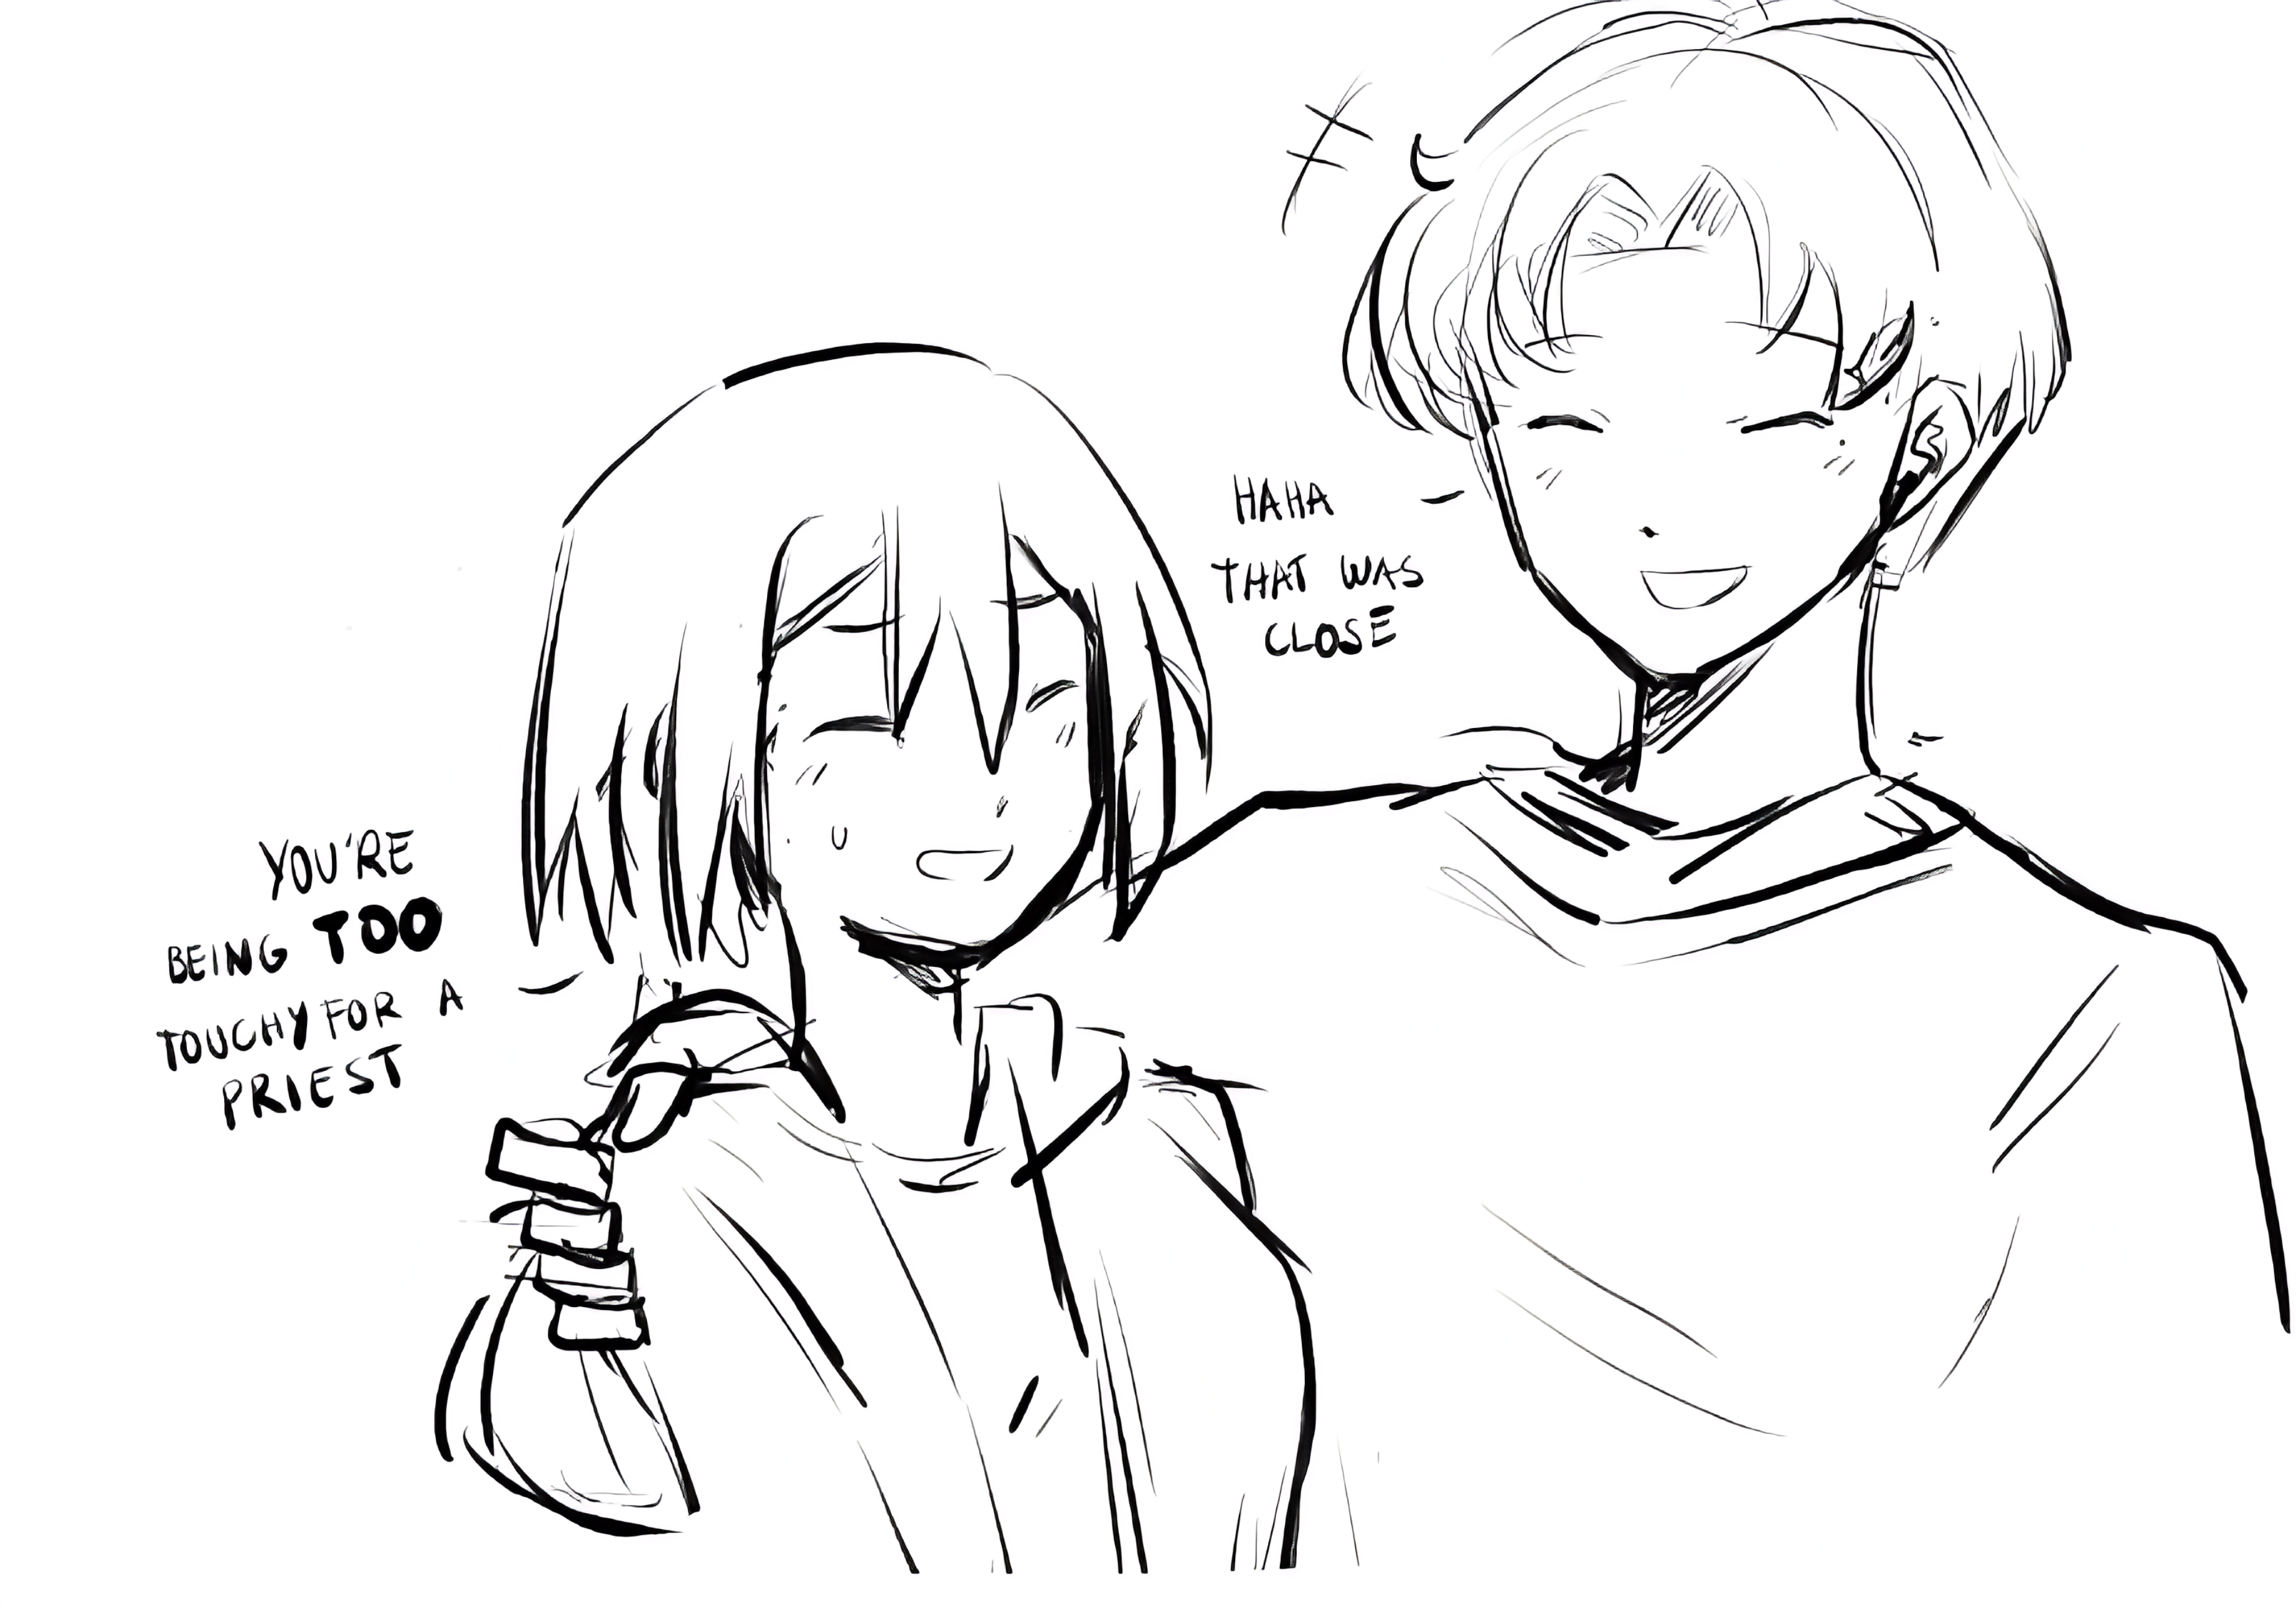 HAHA
THAT WAS
CLOSE
YOU'RE
BEING TOO
TOUCHY FOR A
PRIEST